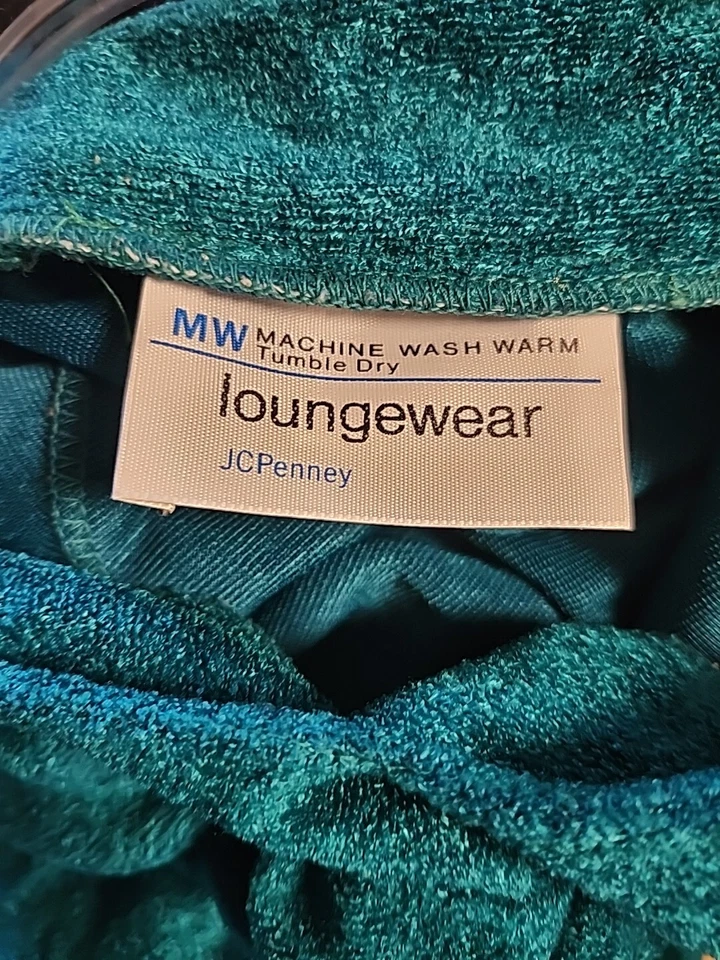 MW MACHINE WASH WARM
Tumble Dry
loungewear
JCPenney